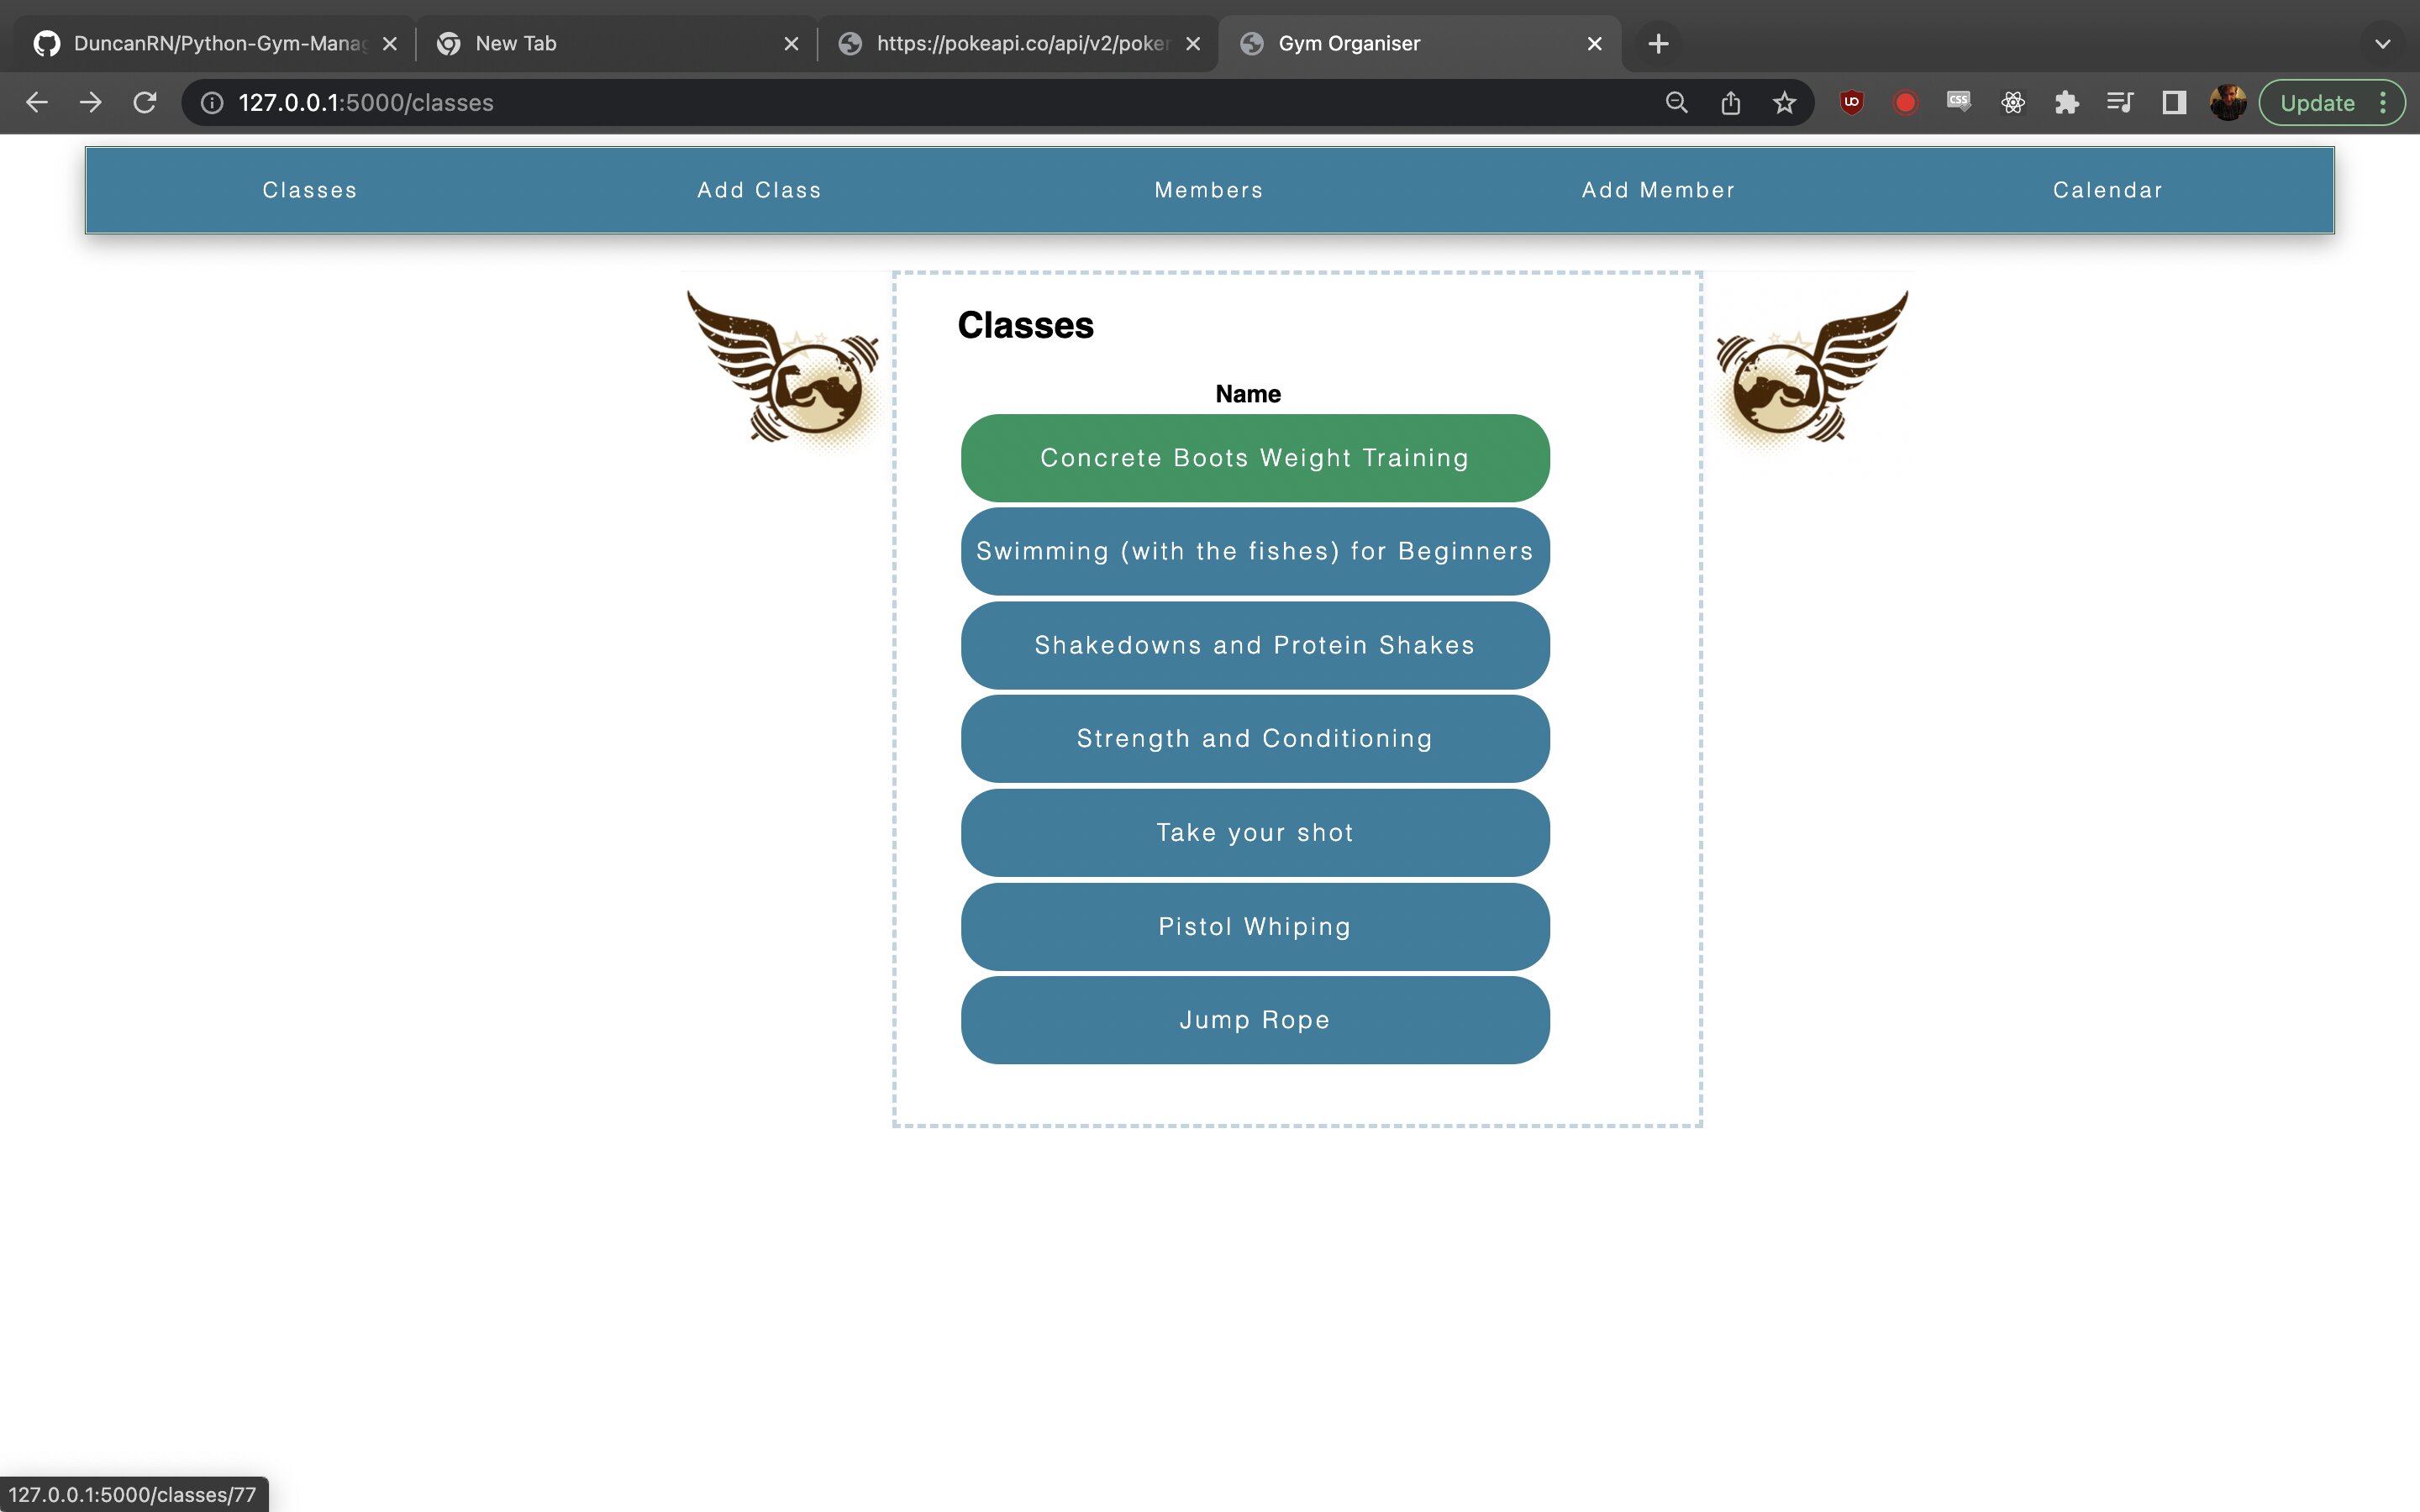 DuncanRN/Python-Gym-Mana
New Tab
https://pokeapi.co/api/v2/poker
Gym Organiser
127.0.0.1:5000/classes
Update
Classes
Add Class
Members
Add Member
Calendar
Classes
Name
Concrete Boots Weight Training
Swimming (with the fishes) for Beginners
Shakedowns and Protein Shakes
Strength and Conditioning
Take your shot
Pistol Whiping
Jump Rope
127.0.0.1:5000/classes/77